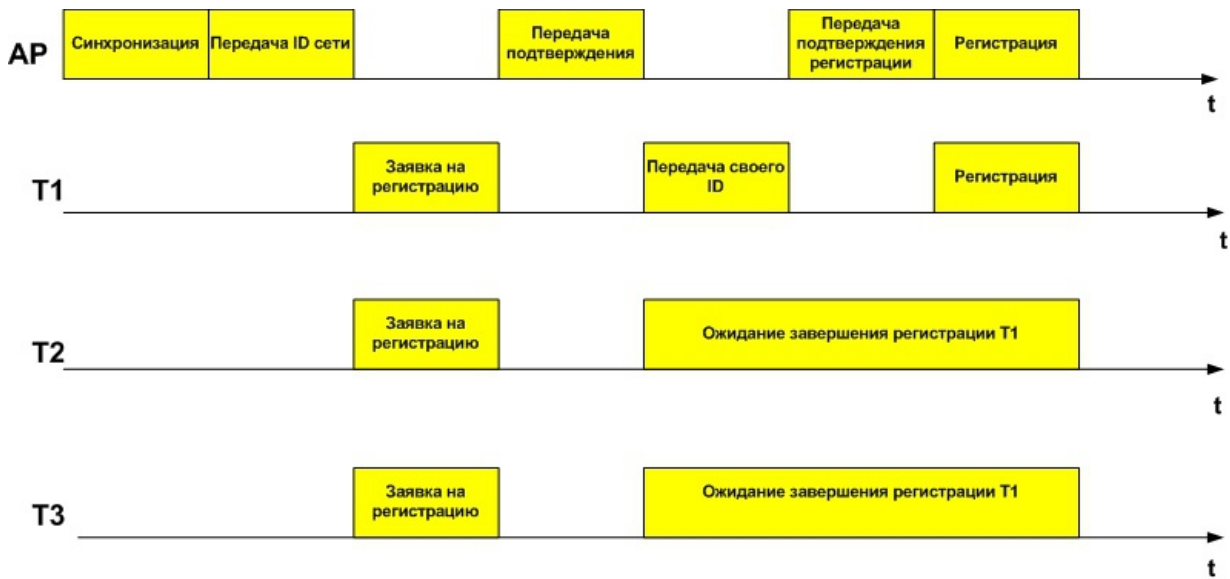 AP
Синхронизация
Передача ID сети
Передача
подтверждения
Передача
подтверждения
регистрации
Регистрация
t
T1
Заявка на
регистрацию
Передача своего
ID
Регистрация
t
T2
Заявка на
регистрацию
Ожидание завершения регистрации T1
t
T3
Заявка на
регистрацию
Ожидание завершения регистрации T1
t